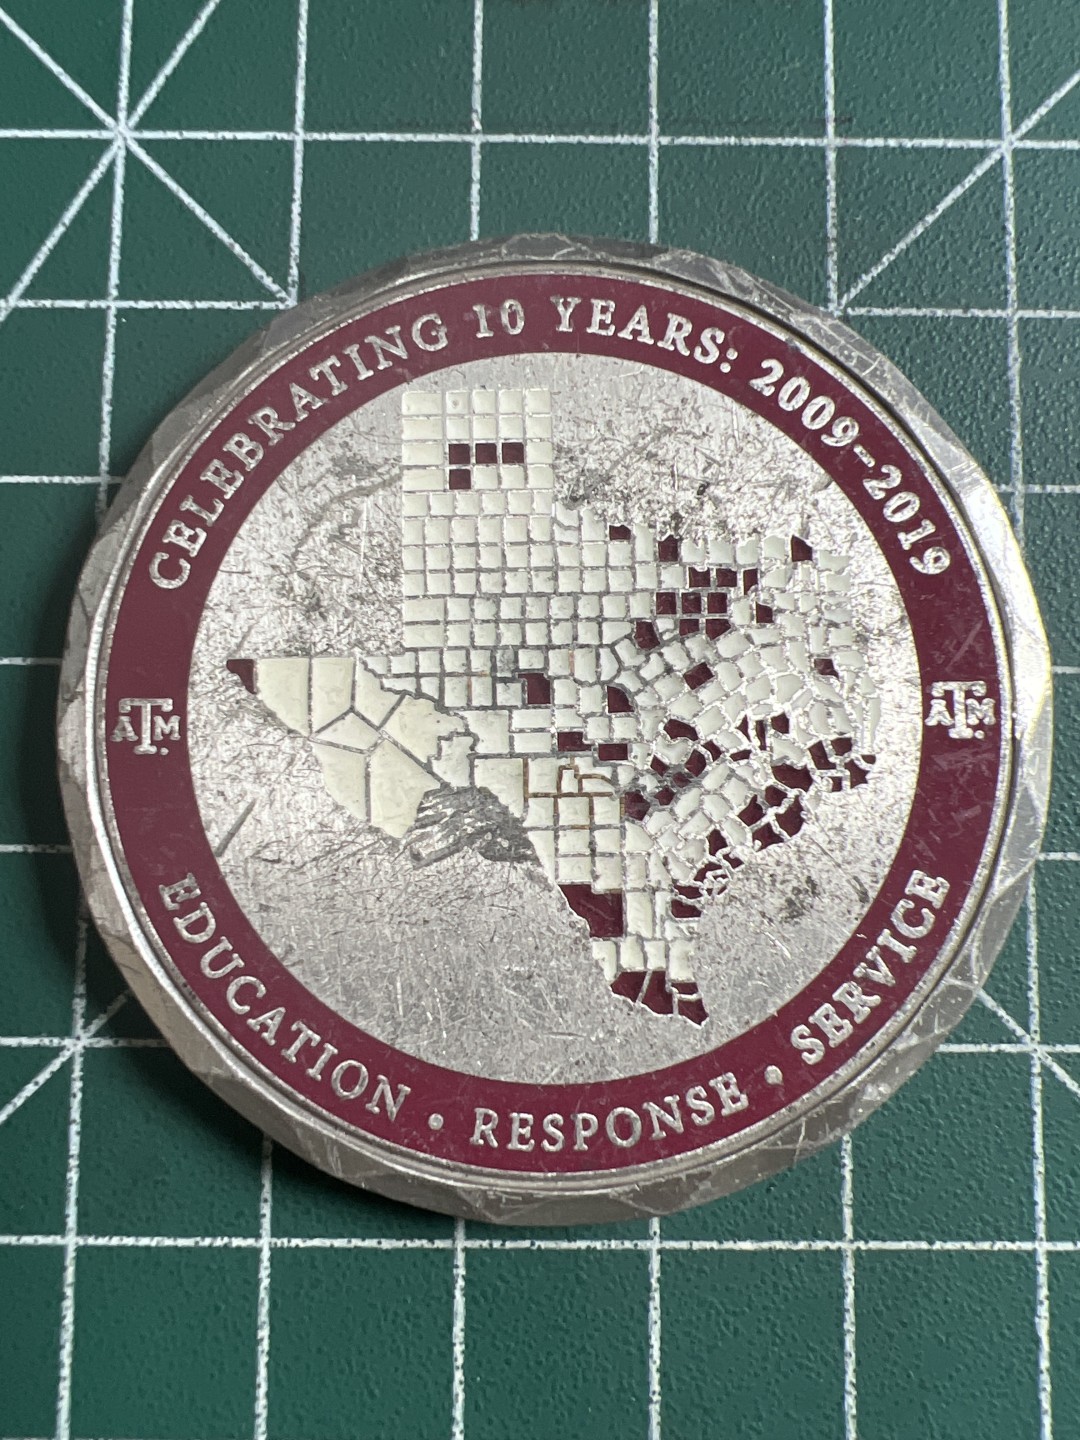 CELEBRATING 10 YEARS: 2009-2019
ATM
ATM
EDUCATION • RESPONSE • SERVICE